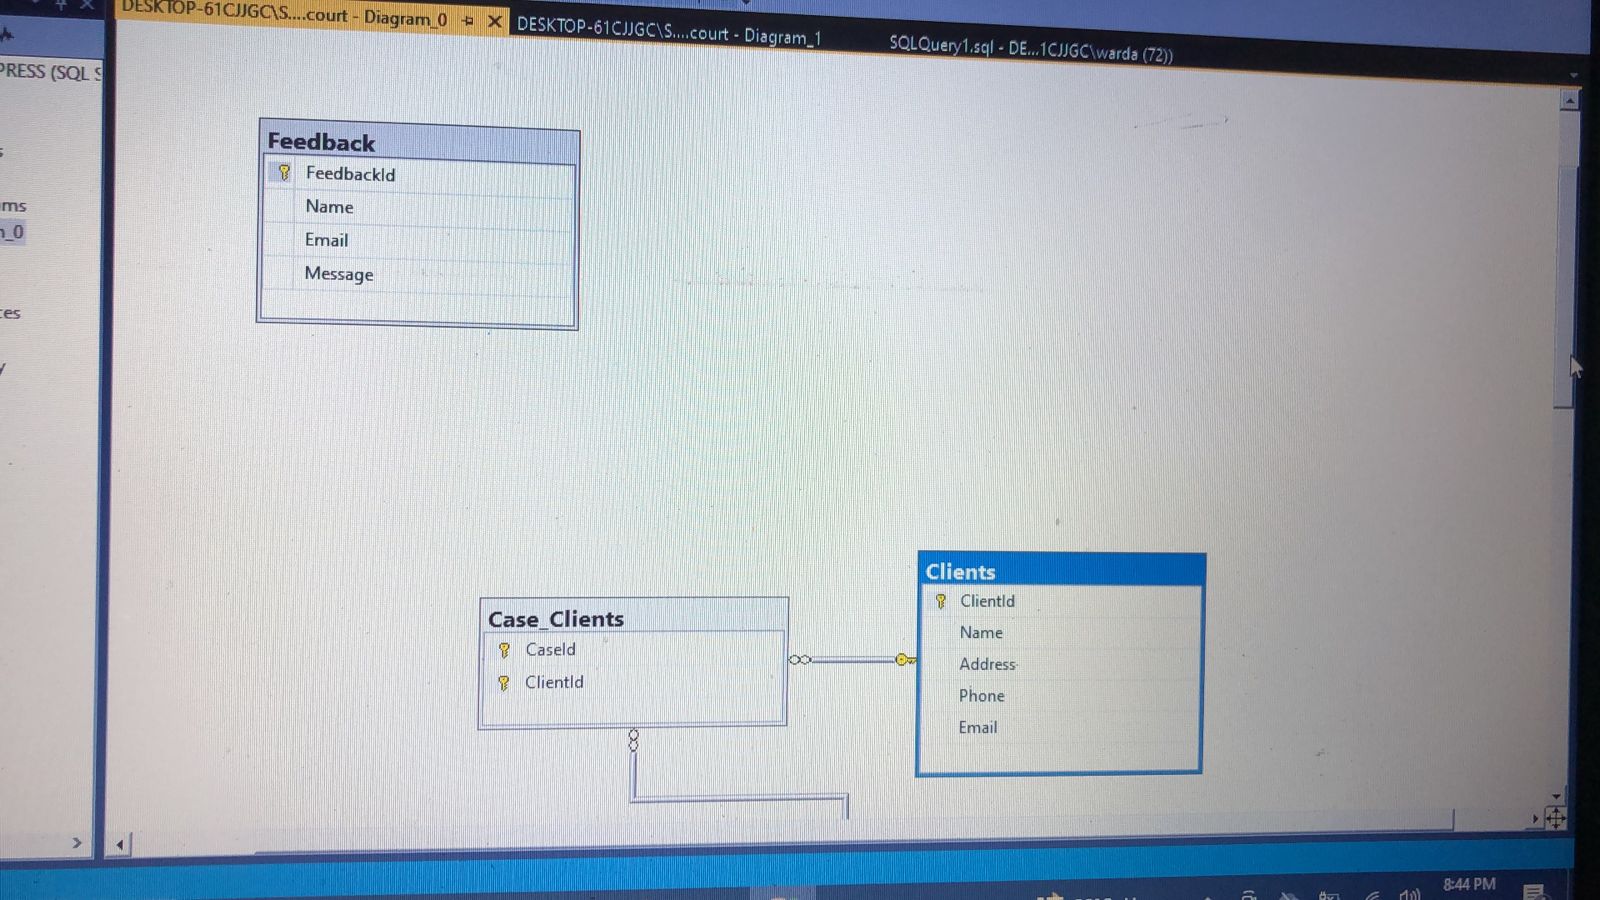 DESKTOP-61CJJGC\S....court - Diagram_0
DESKTOP-61CJJGC\S....court - Diagram_1
SQLQuery1.sql - DE...1CJJGC\warda (72))
PRESS (SQL S
ms
_0
es
Feedback
FeedbackId
Name
Email
Message
Case_Clients
CaseId
ClientId
Clients
ClientId
Name
Address
Phone
Email
8:44 PM